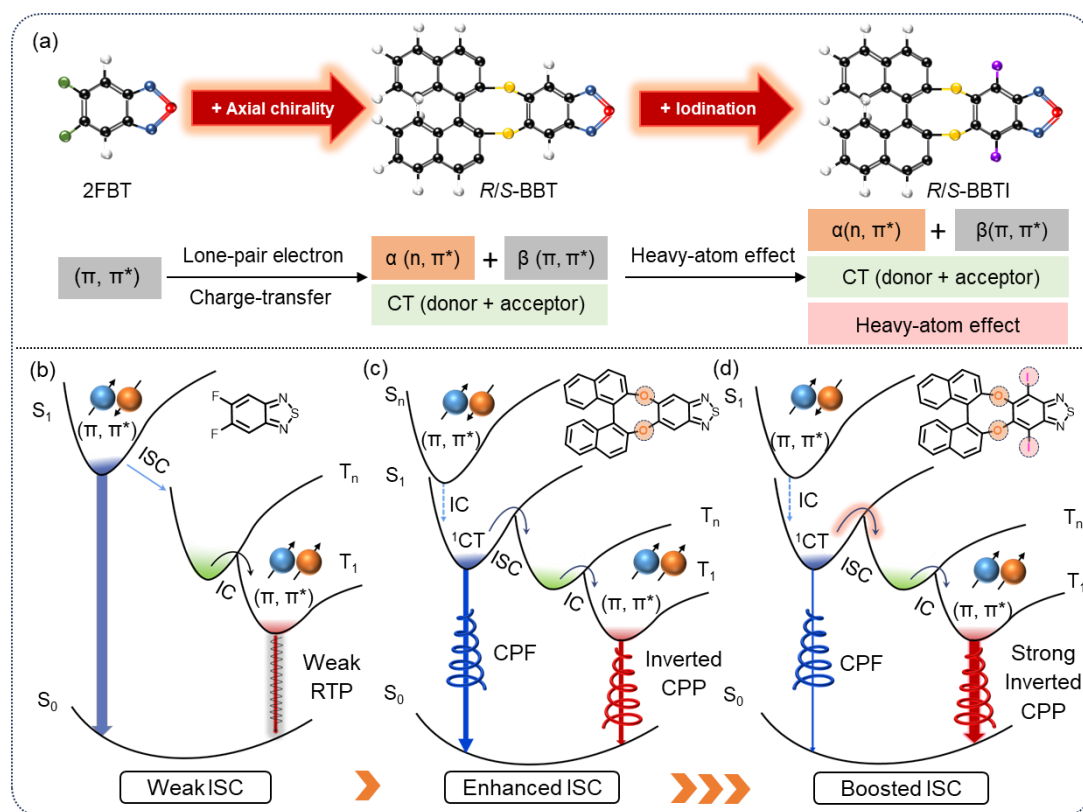 (a)
+ Axial chirality
+ Iodination
2FBT
R/S-BBT
R/S-BBTI
(π, π*)
Lone-pair electron
Charge-transfer
α (n, π*) + β (π, π*)
CT (donor + acceptor)
Heavy-atom effect
α(n, π*) + β(π, π*)
CT (donor + acceptor)
Heavy-atom effect
(b)
S1
(π, π*)
F
F
N
S
N
ISC
Tn
IC
T1
(π, π*)
Weak
RTP
S0
Weak ISC
(c)
Sn
(π, π*)
O
O
N
S
N
S1
IC
1CT
ISC
Tn
IC
T1
(π, π*)
CPF
Inverted
CPP
S0
Enhanced ISC
(d)
S1
(π, π*)
I
O
O
I
N
S
N
IC
1CT
ISC
Tn
IC
T1
(π, π*)
CPF
Strong
Inverted
CPP
S0
Boosted ISC